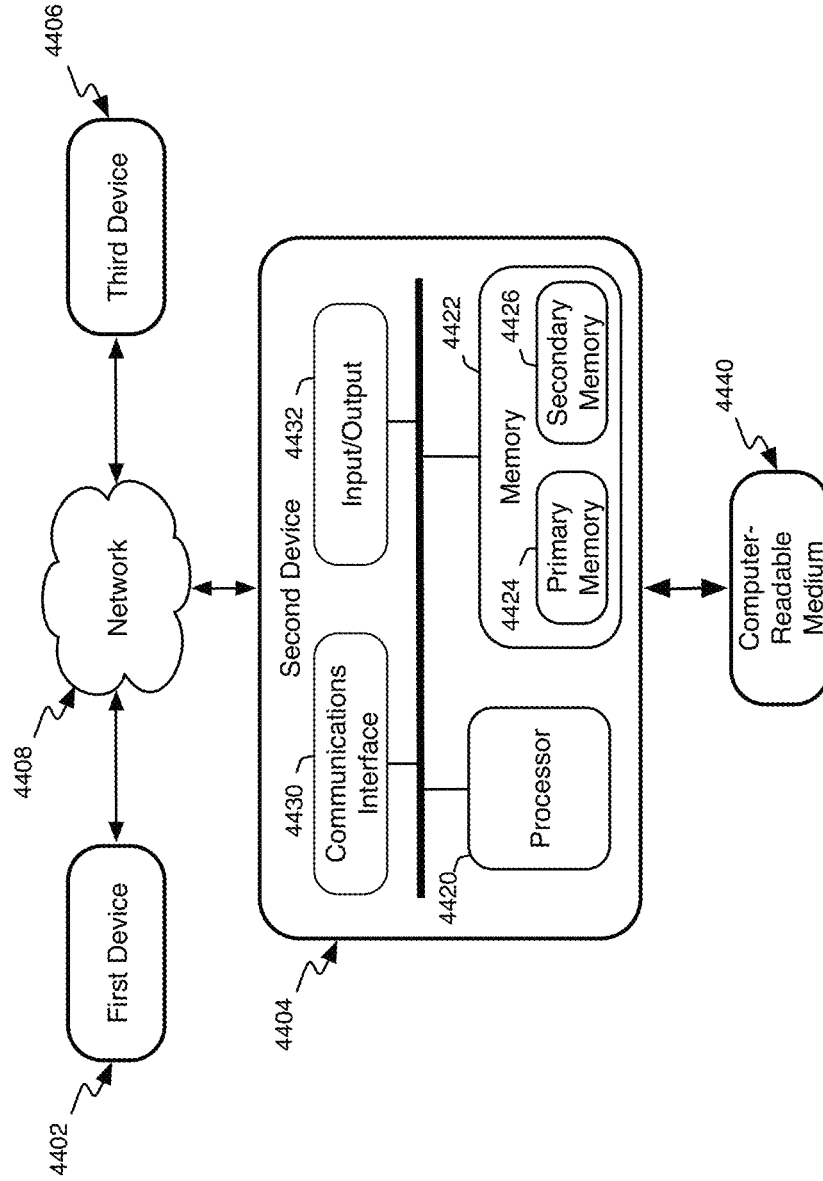 4402
First Device
4408
Network
4406
Third Device
4404
Second Device
4430
Communications
Interface
4432
Input/Output
4420
Processor
4422
Memory
4424
Primary
Memory
4426
Secondary
Memory
4440
Computer-
Readable
Medium